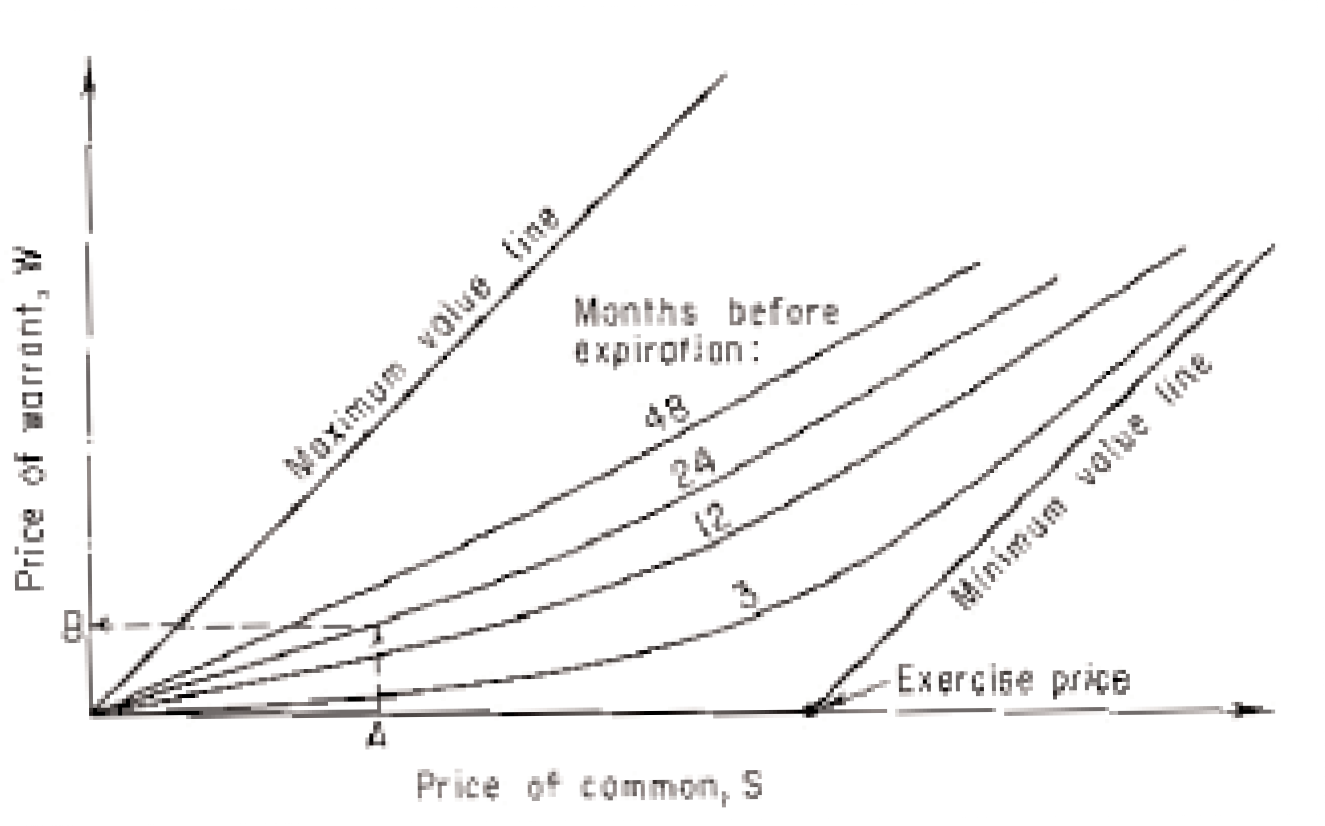 Price of warrant, W
Maximum value line
Months before
expiration:
48
24
12
3
Minimum value line
B
Exercise price
A
Price of common, S